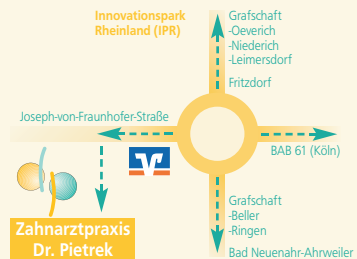 Innovationspark
Rheinland (IPR)
Grafschaft
-Oeverich
-Niederich
-Leimersdorf
Fritzdorf
Joseph-von-Fraunhofer-Straße
BAB 61 (Köln)
Zahnarztpraxis
Dr. Pietrek
Grafschaft
-Beller
-Ringen
Bad Neuenahr-Ahrweiler